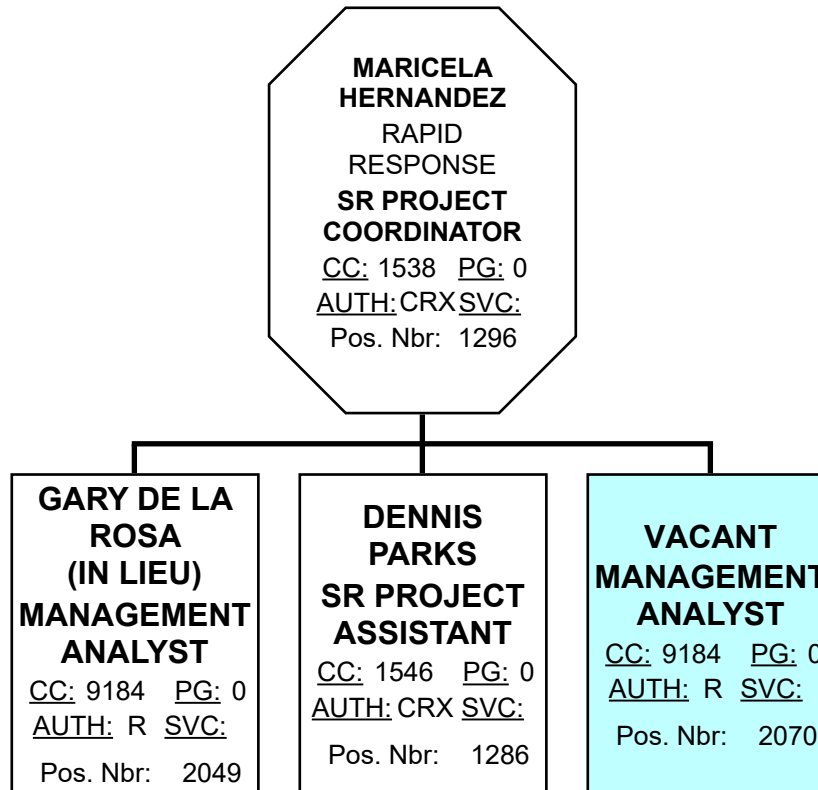 MARICELA
HERNANDEZ
RAPID
RESPONSE
SR PROJECT
COORDINATOR
CC: 1538 PG: 0
AUTH: CRX SVC:
Pos. Nbr: 1296
GARY DE LA
ROSA
(IN LIEU)
MANAGEMENT
ANALYST
CC: 9184 PG: 0
AUTH: R SVC:
Pos. Nbr: 2049
DENNIS
PARKS
SR PROJECT
ASSISTANT
CC: 1546 PG: 0
AUTH: CRX SVC:
Pos. Nbr: 1286
VACANT
MANAGEMENT
ANALYST
CC: 9184 PG: 0
AUTH: R SVC:
Pos. Nbr: 2070